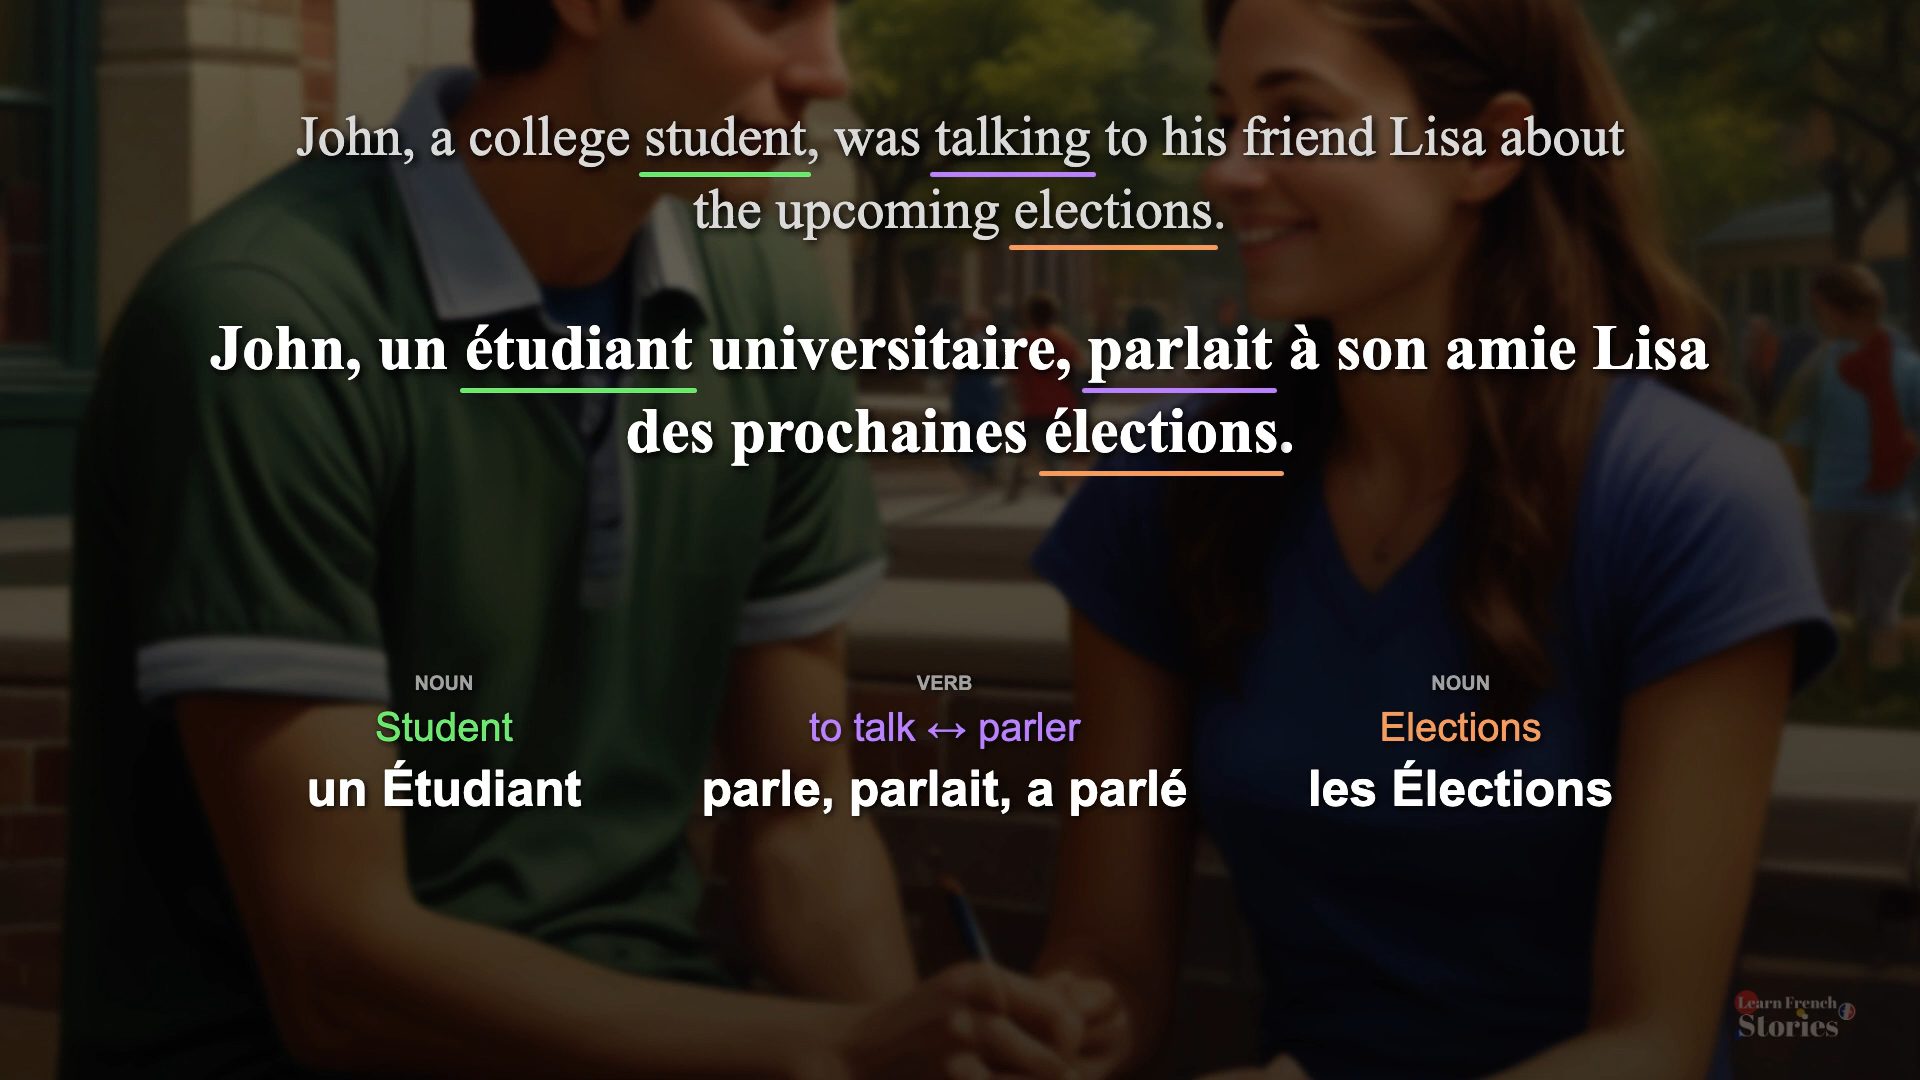 John, a college student, was talking to his friend Lisa about
the upcoming elections.
John, un étudiant universitaire, parlait à son amie Lisa
des prochaines élections.
NOUN
Student
un Étudiant
VERB
to talk ↔ parler
parle, parlait, a parlé
NOUN
Elections
les Élections
Learn French
Stories